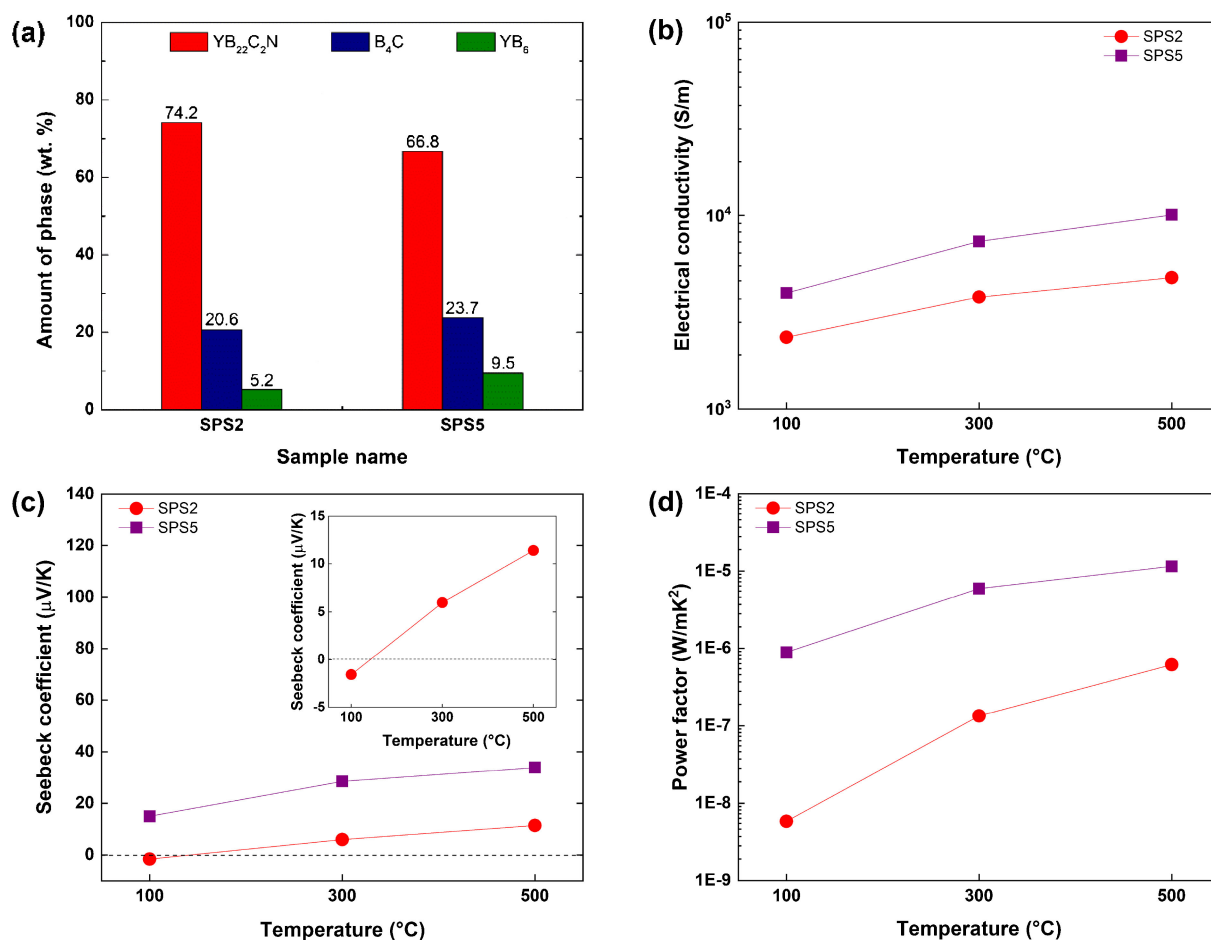 (a)
YB22C2N B4C YB6
Amount of phase (wt. %)
100
80
60
40
20
0
74.2
20.6
5.2
66.8
23.7
9.5
SPS2 SPS5
Sample name
(b)
SPS2
SPS5
Electrical conductivity (S/m)
10^5
10^4
10^3
100 300 500
Temperature (°C)
(c)
SPS2
SPS5
Seebeck coefficient (µV/K)
140
120
100
80
60
40
20
0
100 300 500
Temperature (°C)
Seebeck coefficient (µV/K)
15
10
5
0
-5
100 300 500
Temperature (°C)
(d)
SPS2
SPS5
Power factor (W/mK²)
1E-4
1E-5
1E-6
1E-7
1E-8
1E-9
100 300 500
Temperature (°C)